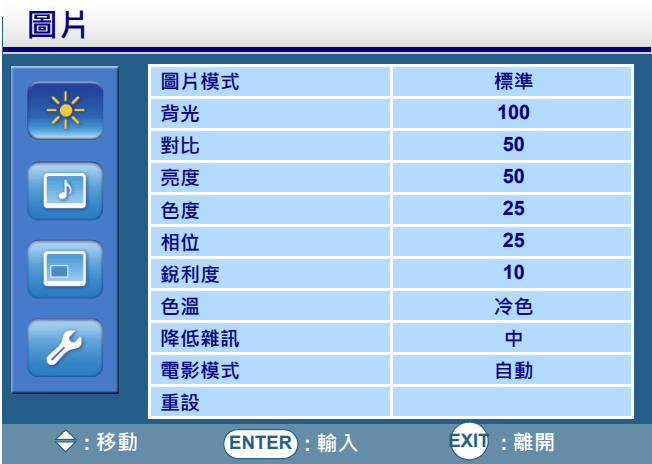 圖片
圖片模式 標準
背光 100
對比 50
亮度 50
色度 25
相位 25
銳利度 10
色溫 冷色
降低雜訊 中
電影模式 自動
重設
：移動 ENTER：輸入 EXIT：離開